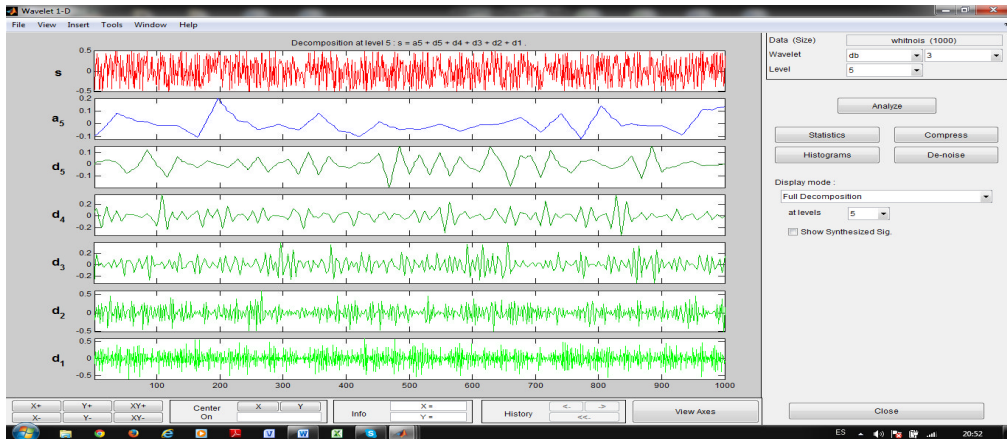 Wavelet 1-D
File View Insert Tools Window Help
Decomposition at level 5 : s = a5 + d5 + d4 + d3 + d2 + d1 .
s
0.5
0
-0.5
a5
0.2
0.1
0
-0.1
d5
0.1
0
-0.1
d4
0.2
0
-0.2
d3
0.2
0
-0.2
d2
0.5
0
-0.5
d1
0.5
0
-0.5
100 200 300 400 500 600 700 800 900 1000
Data (Size) whitnois (1000)
Wavelet db 3
Level 5
Analyze
Statistics Compress
Histograms De-noise
Display mode :
Full Decomposition
at levels 5
Show Synthesized Sig.
X+ Y+ XY+
X- Y- XY-
Center On X Y
Info X = Y =
History <- -> <<-
View Axes
Close
ES 20:52